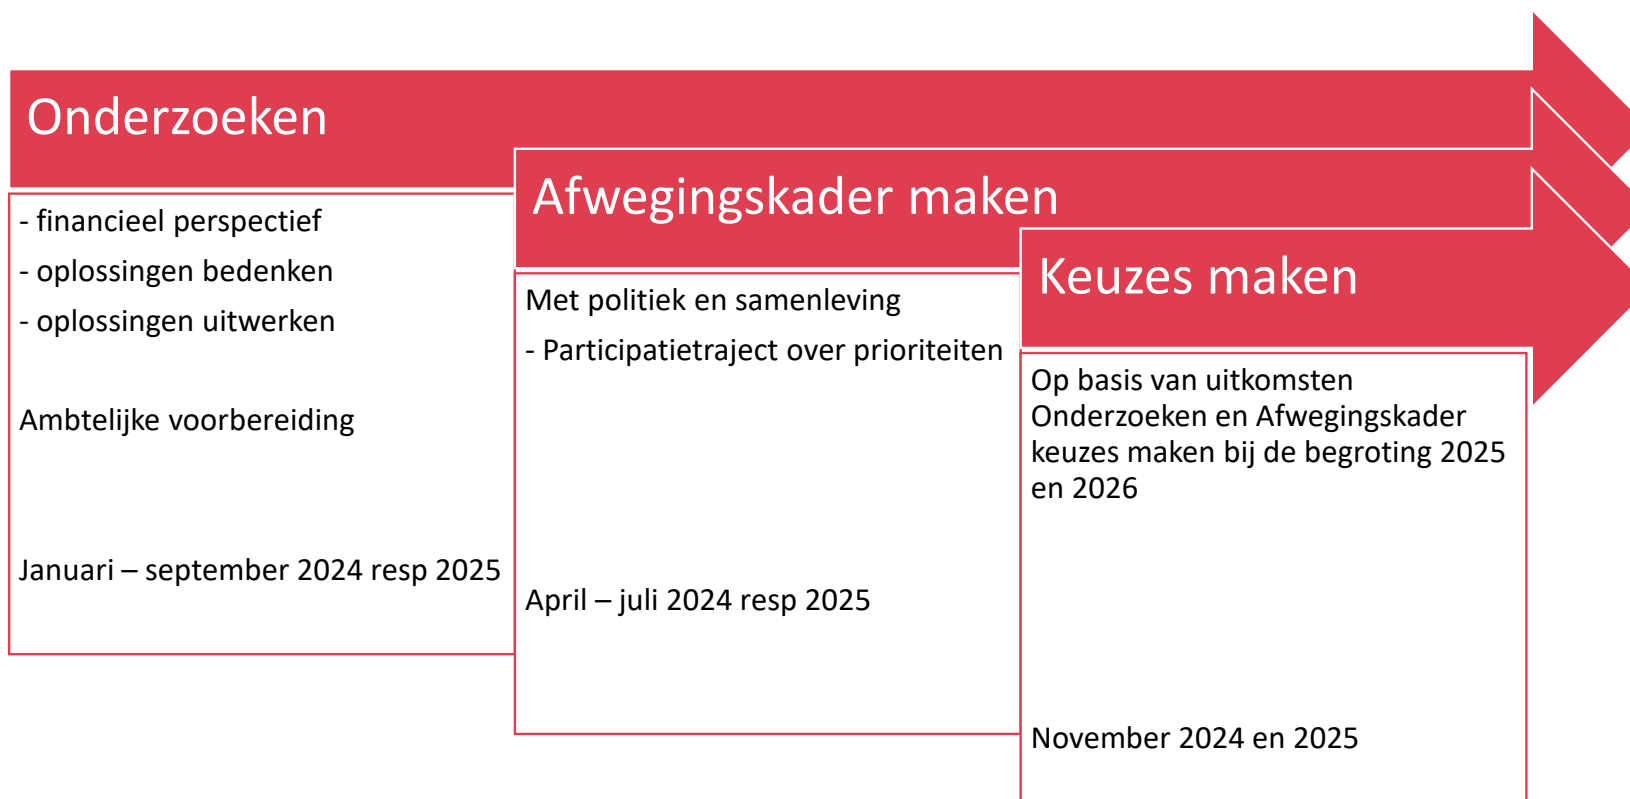 Onderzoeken
- financieel perspectief
- oplossingen bedenken
- oplossingen uitwerken
Ambtelijke voorbereiding
Januari – september 2024 resp 2025
Afwegingskader maken
Met politiek en samenleving
- Participatietraject over prioriteiten
April – juli 2024 resp 2025
Keuzes maken
Op basis van uitkomsten
Onderzoeken en Afwegingskader
keuzes maken bij de begroting 2025
en 2026
November 2024 en 2025